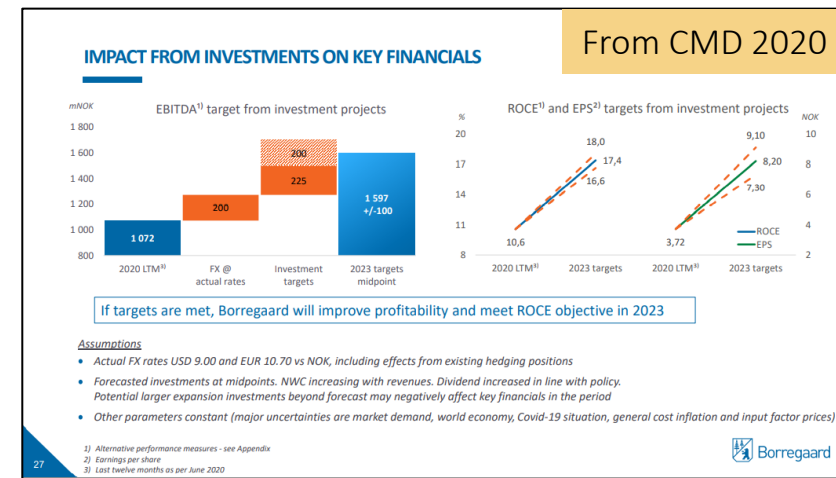 From CMD 2020
IMPACT FROM INVESTMENTS ON KEY FINANCIALS
mNOK
EBITDA¹⁾ target from investment projects
1 800
1 600
1 400
1 200
1 000
800
1 072
200
200
225
1 597
+/-100
2020 LTM³⁾
FX @
actual rates
Investment
targets
2023 targets
midpoint
ROCE¹⁾ and EPS²⁾ targets from investment projects
%
NOK
20
17
14
11
8
10
8
6
4
2
18,0
17,4
16,6
10,6
9,10
8,20
7,30
3,72
ROCE
EPS
2020 LTM³⁾
2023 targets
2020 LTM³⁾
2023 targets
If targets are met, Borregaard will improve profitability and meet ROCE objective in 2023
Assumptions
• Actual FX rates USD 9.00 and EUR 10.70 vs NOK, including effects from existing hedging positions
• Forecasted investments at midpoints. NWC increasing with revenues. Dividend increased in line with policy.
Potential larger expansion investments beyond forecast may negatively affect key financials in the period
• Other parameters constant (major uncertainties are market demand, world economy, Covid-19 situation, general cost inflation and input factor prices)
1) Alternative performance measures - see Appendix
2) Earnings per share
3) Last twelve months as per June 2020
27
Borregaard